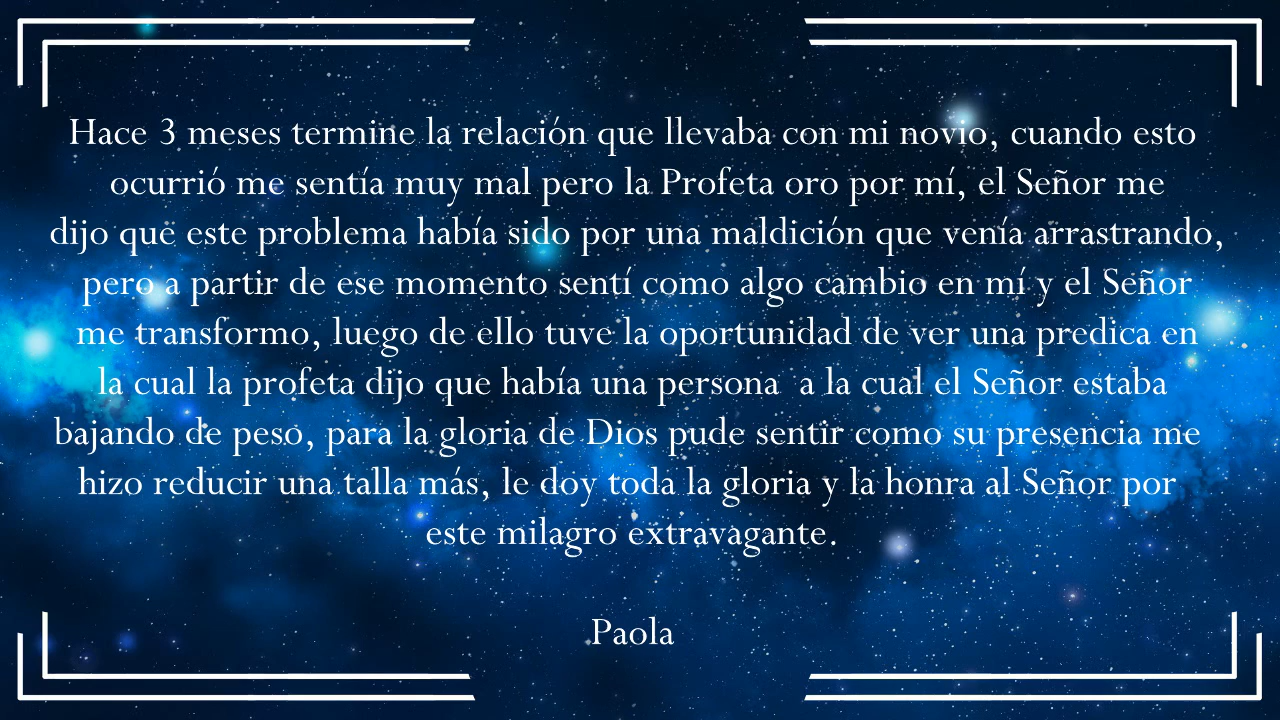 Hace 3 meses termine la relación que llevaba con mi novio, cuando esto
ocurrió me sentía muy mal pero la Profeta oro por mí, el Señor me
dijo que este problema había sido por una maldición que venía arrastrando,
pero a partir de ese momento sentí como algo cambio en mí y el Señor
me transformo, luego de ello tuve la oportunidad de ver una predica en
la cual la profeta dijo que había una persona  a la cual el Señor estaba
bajando de peso, para la gloria de Dios pude sentir como su presencia me
hizo reducir una talla más, le doy toda la gloria y la honra al Señor por
este milagro extravagante.
Paola